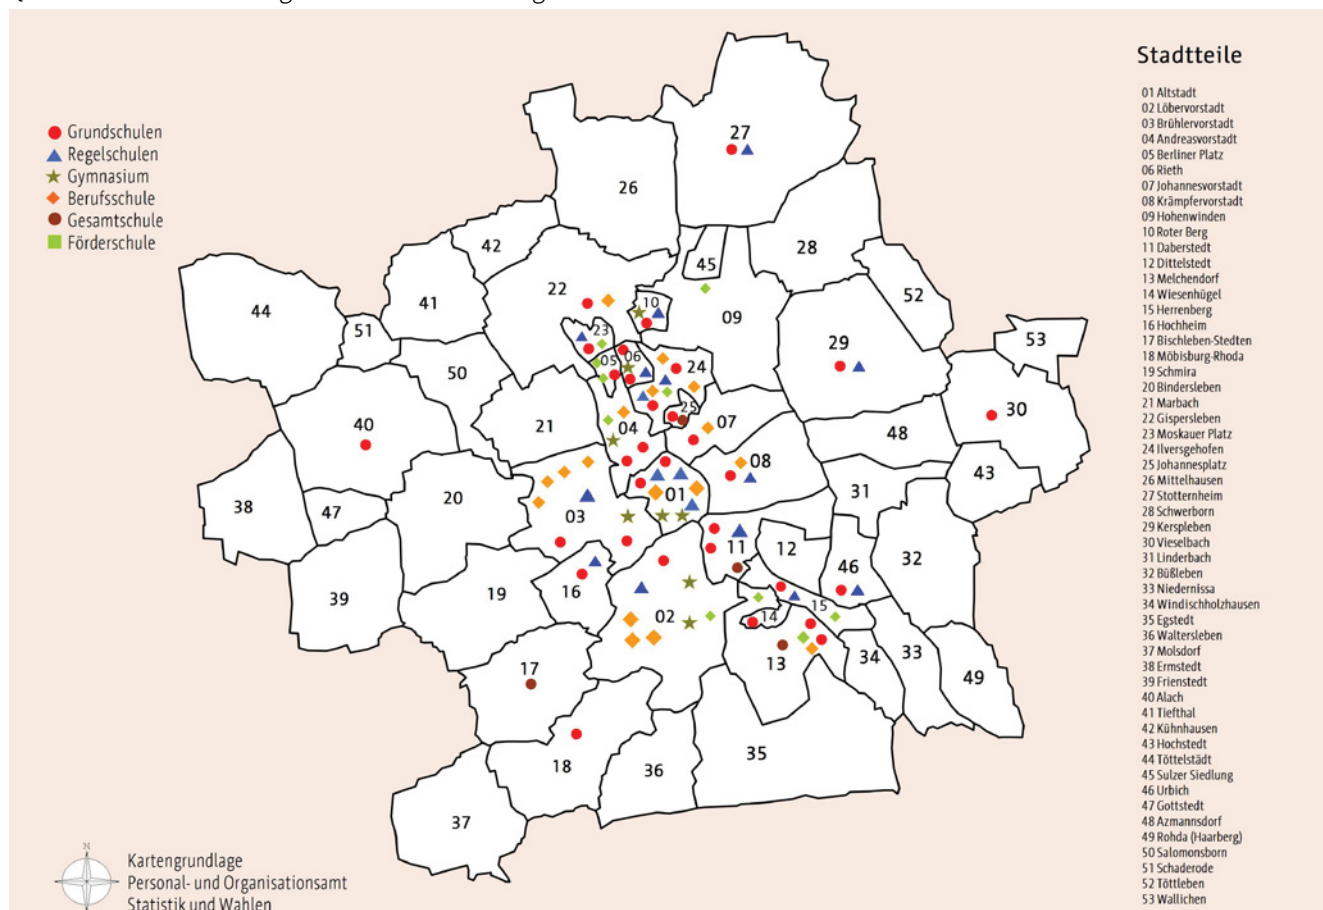 Stadtteile
Grundschulen
Regelschulen
Gymnasium
Berufsschule
Gesamtschule
Förderschule
01 Altstadt
02 Löbervorstadt
03 Brühlervorstadt
04 Andreasvorstadt
05 Berliner Platz
06 Rieth
07 Johannesvorstadt
08 Krämpfervorstadt
09 Hohenwinden
10 Roter Berg
11 Daberstedt
12 Dittelstedt
13 Melchendorf
14 Wiesenhügel
15 Herrenberg
16 Hochheim
17 Bischleben-Stedten
18 Möbisburg-Rhoda
19 Schmira
20 Bindersleben
21 Marbach
22 Gispersleben
23 Moskauer Platz
24 Ilversgehofen
25 Johannesplatz
26 Mittelhausen
27 Stotternheim
28 Schwerborn
29 Kerspleben
30 Vieselbach
31 Linderbach
32 Büßleben
33 Niedernissa
34 Windischholzhausen
35 Egstedt
36 Waltersleben
37 Molsdorf
38 Ermstedt
39 Frienstedt
40 Alach
41 Tiefthal
42 Kühnhausen
43 Hochstedt
44 Töttelstädt
45 Sulzer Siedlung
46 Urbich
47 Gottstedt
48 Azmannsdorf
49 Rohda (Haarberg)
50 Salomonsborn
51 Schaderode
52 Töttleben
53 Wallichen
27
26
42
28
45
52
44
41
22
10
09
51
23
53
29
05
06
24
50
25
30
40
21
04
07
48
08
43
38
47
20
01
31
03
11
12
32
46
39
19
16
02
14
15
17
13
34
33
49
18
36
35
37
N
Kartengrundlage
Personal- und Organisationsamt
Statistik und Wahlen